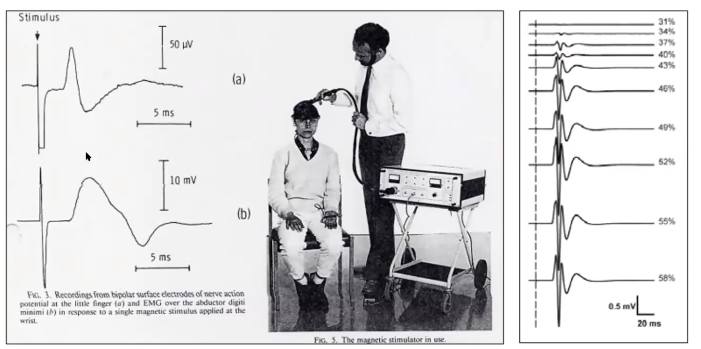 Stimulus
50 μV
(a)
5 ms
10 mV
(b)
5 ms
FIG. 3. Recordings from bipolar surface electrodes of nerve action
potential at the little finger (a) and EMG over the abductor digiti
minimi (b) in response to a single magnetic stimulus applied at the
wrist.
FIG. 5. The magnetic stimulator in use.
31%
34%
37%
40%
43%
46%
49%
52%
55%
58%
0.5 mV
20 ms